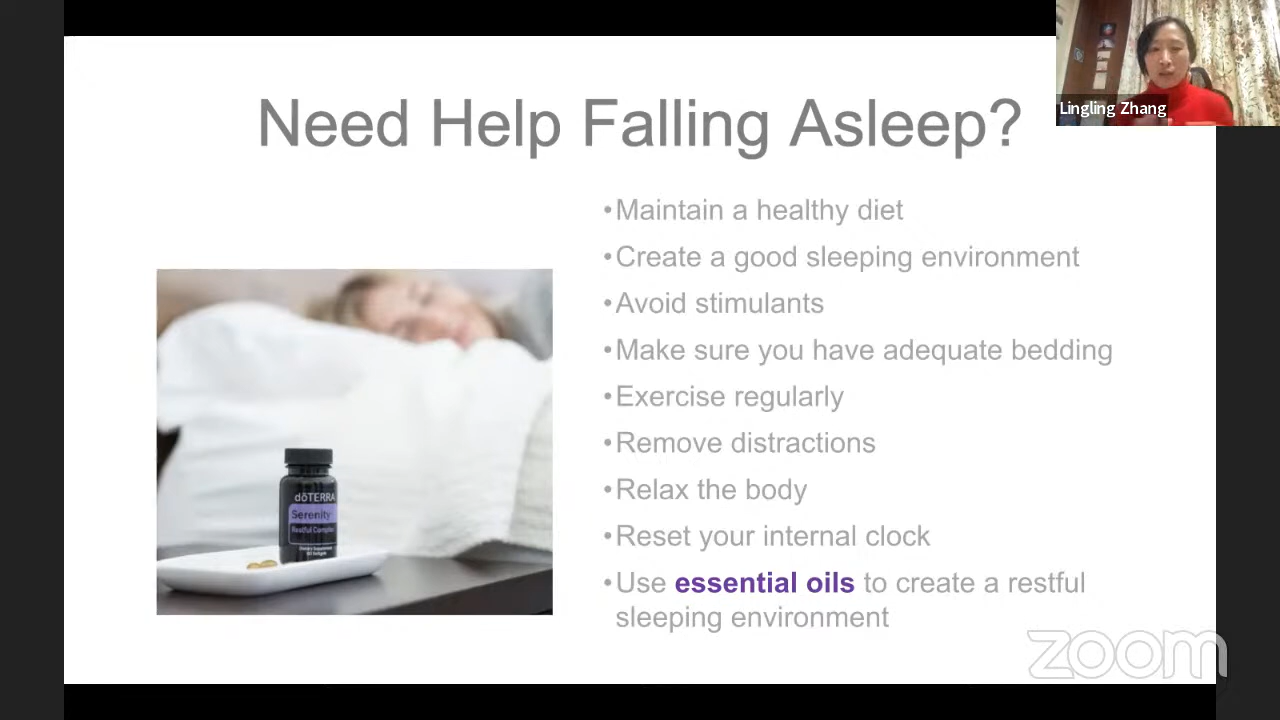 Need Help Falling Asleep?
Lingling Zhang
•Maintain a healthy diet
•Create a good sleeping environment
•Avoid stimulants
•Make sure you have adequate bedding
•Exercise regularly
•Remove distractions
•Relax the body
•Reset your internal clock
•Use essential oils to create a restful
sleeping environment
dōTERRA
Serenity
Restful Complex
zoom